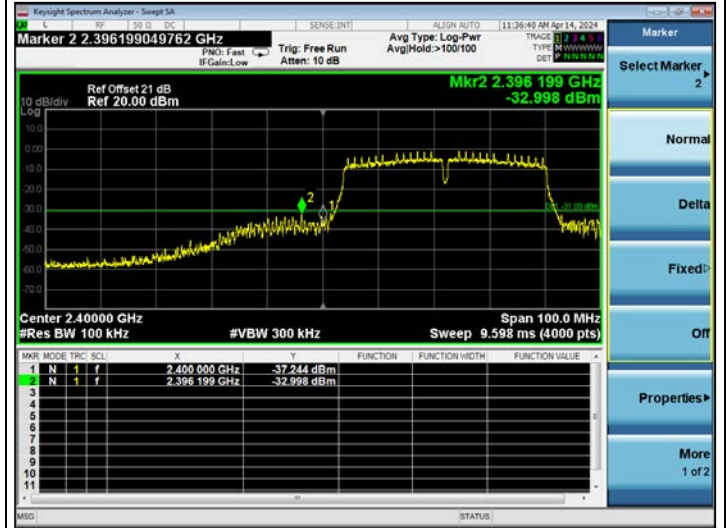 Keysight Spectrum Analyzer - Swept SA
L RF 50 Ω DC SENSE:INT ALIGN AUTO 11:36:40 AM Apr 14, 2024
Marker 2 2.396199049762 GHz
PNO: Fast
IFGain:Low
Trig: Free Run
Atten: 10 dB
Avg Type: Log-Pwr
Avg|Hold:>100/100
TRACE 1 2 3 4 5 6
TYPE M W W W W W
DET P N N N N N
Mkr2 2.396 199 GHz
-32.998 dBm
Ref Offset 21 dB
10 dB/div Ref 20.00 dBm
Log
10.0
0.00
-10.0
-20.0
-30.0
-40.0
-50.0
-60.0
-70.0
2
1
DL1 -31.09 dBm
Center 2.40000 GHz Span 100.0 MHz
#Res BW 100 kHz #VBW 300 kHz Sweep 9.598 ms (4000 pts)
MKR MODE TRC SCL X Y FUNCTION FUNCTION WIDTH FUNCTION VALUE
1 N 1 f 2.400 000 GHz -37.244 dBm
2 N 1 f 2.396 199 GHz -32.998 dBm
3
4
5
6
7
8
9
10
11
MSG STATUS
Marker
Select Marker
2
Normal
Delta
Fixed
Off
Properties
More
1 of 2